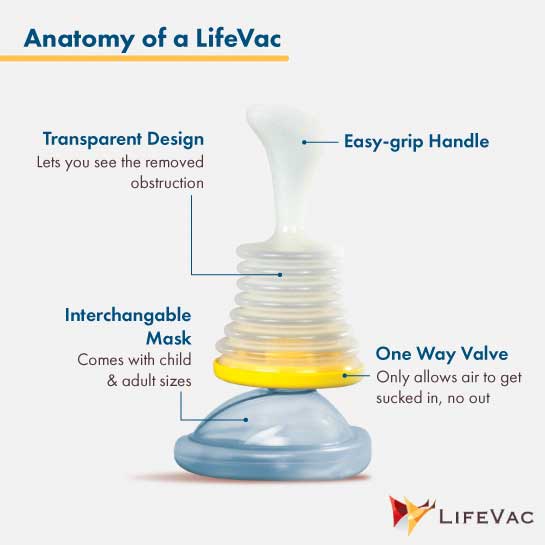 Anatomy of a LifeVac
Transparent Design
Lets you see the removed
obstruction
Easy-grip Handle
Interchangable
Mask
Comes with child
& adult sizes
One Way Valve
Only allows air to get
sucked in, no out
LIFEVAC